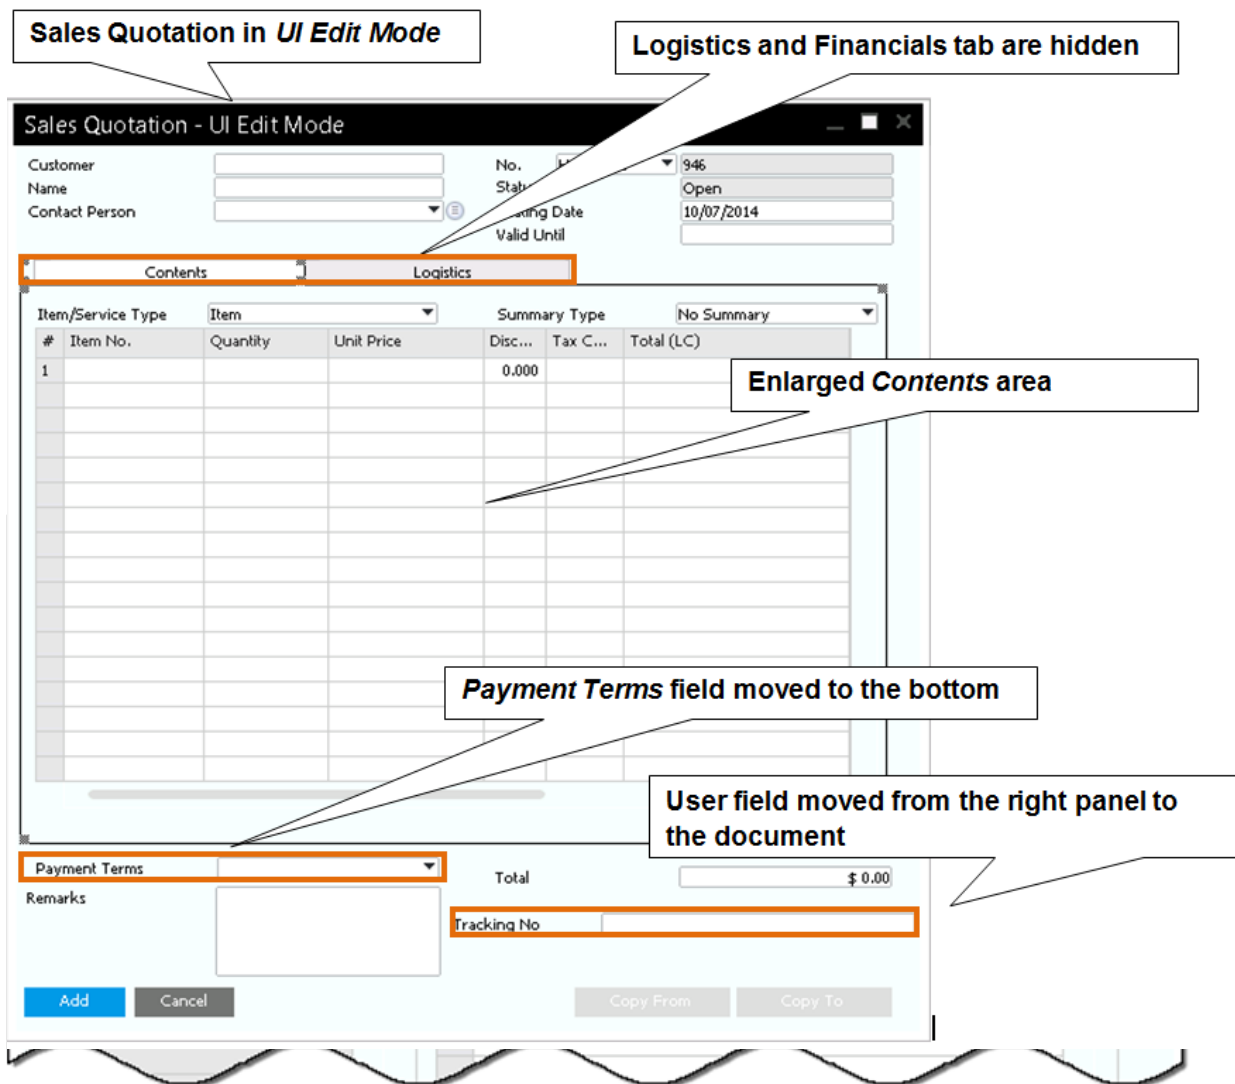 Sales Quotation in UI Edit Mode
Logistics and Financials tab are hidden
Sales Quotation - UI Edit Mode
Customer
No.
946
Name
Open
Contact Person
Date
10/07/2014
Valid Until
Contents Logistics
Item/Service Type Item Summary Type No Summary
# Item No. Quantity Unit Price Disc... Tax C... Total (LC)
1 0.000
Enlarged Contents area
Payment Terms field moved to the bottom
User field moved from the right panel to
the document
Payment Terms
Total $ 0.00
Remarks
Tracking No
Add Cancel Copy From Copy To